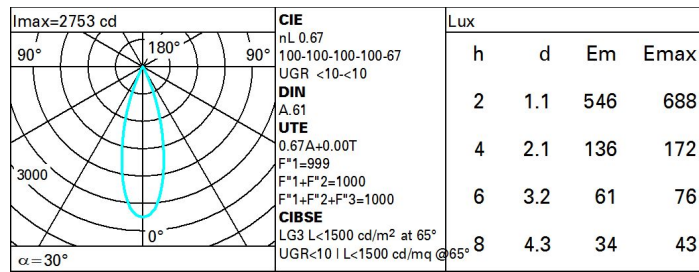 Imax=2753 cd
90°
180°
90°
3000
0°
α=30°
CIE
nL 0.67
100-100-100-100-67
UGR <10-<10
DIN
A.61
UTE
0.67A+0.00T
F"1=999
F"1+F"2=1000
F"1+F"2+F"3=1000
CIBSE
LG3 L<1500 cd/m² at 65°
UGR<10 | L<1500 cd/mq @65°
Lux
h d Em Emax
2 1.1 546 688
4 2.1 136 172
6 3.2 61 76
8 4.3 34 43